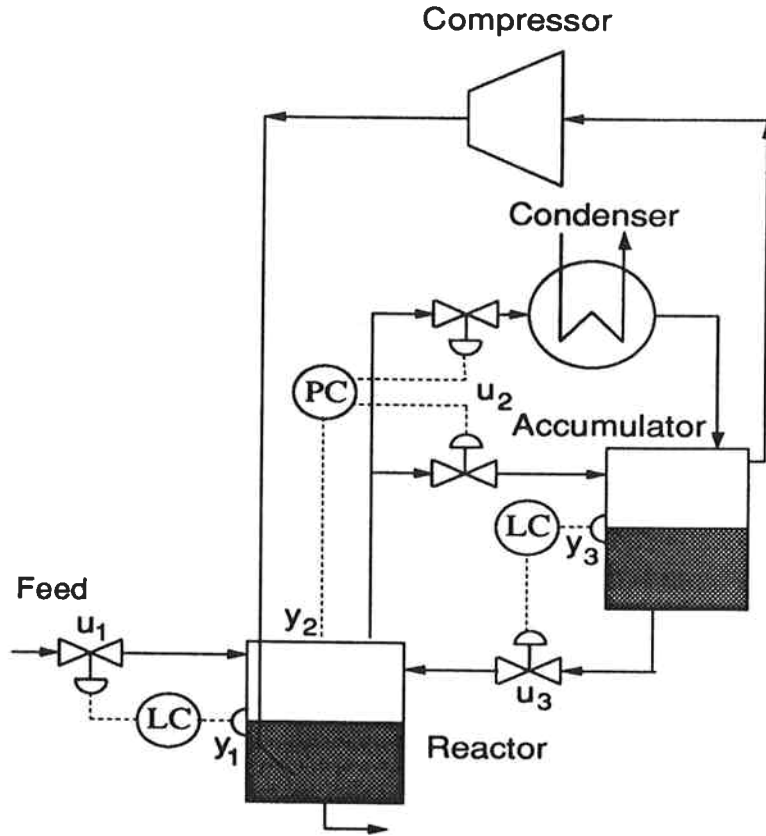 Compressor
Condenser
PC
u2
Accumulator
LC
y3
Feed
u1
y2
u3
LC
y1
Reactor